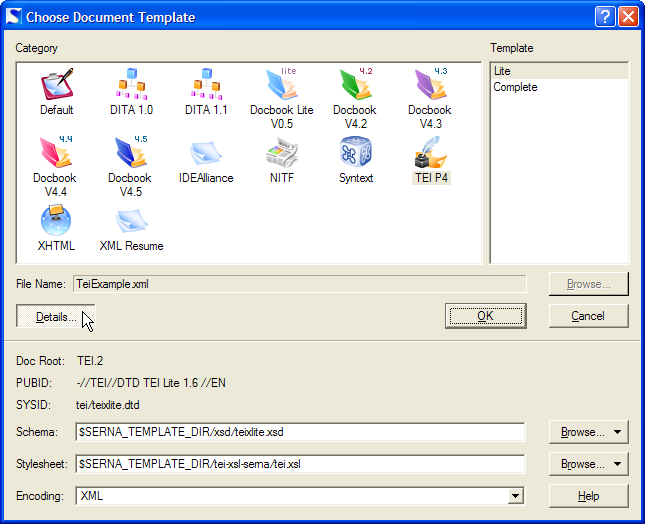 Choose Document Template
Category
Template
lite
4.2
4.3
Default
DITA 1.0
DITA 1.1
Docbook Lite
V0.5
Docbook
V4.2
Docbook
V4.3
Lite
Complete
4.4
4.5
Docbook
V4.4
Docbook
V4.5
IDEAlliance
NITF
Syntext
TEI P4
XHTML
XML Resume
File Name: TeiExample.xml Browse...
Details... OK Cancel
Doc Root: TEI.2
PUBID: -//TEI//DTD TEI Lite 1.6 //EN
SYSID: tei/teixlite.dtd
Schema: $SERNA_TEMPLATE_DIR/xsd/teixlite.xsd Browse...
Stylesheet: $SERNA_TEMPLATE_DIR/tei-xsl-serna/tei.xsl Browse...
Encoding: XML Help